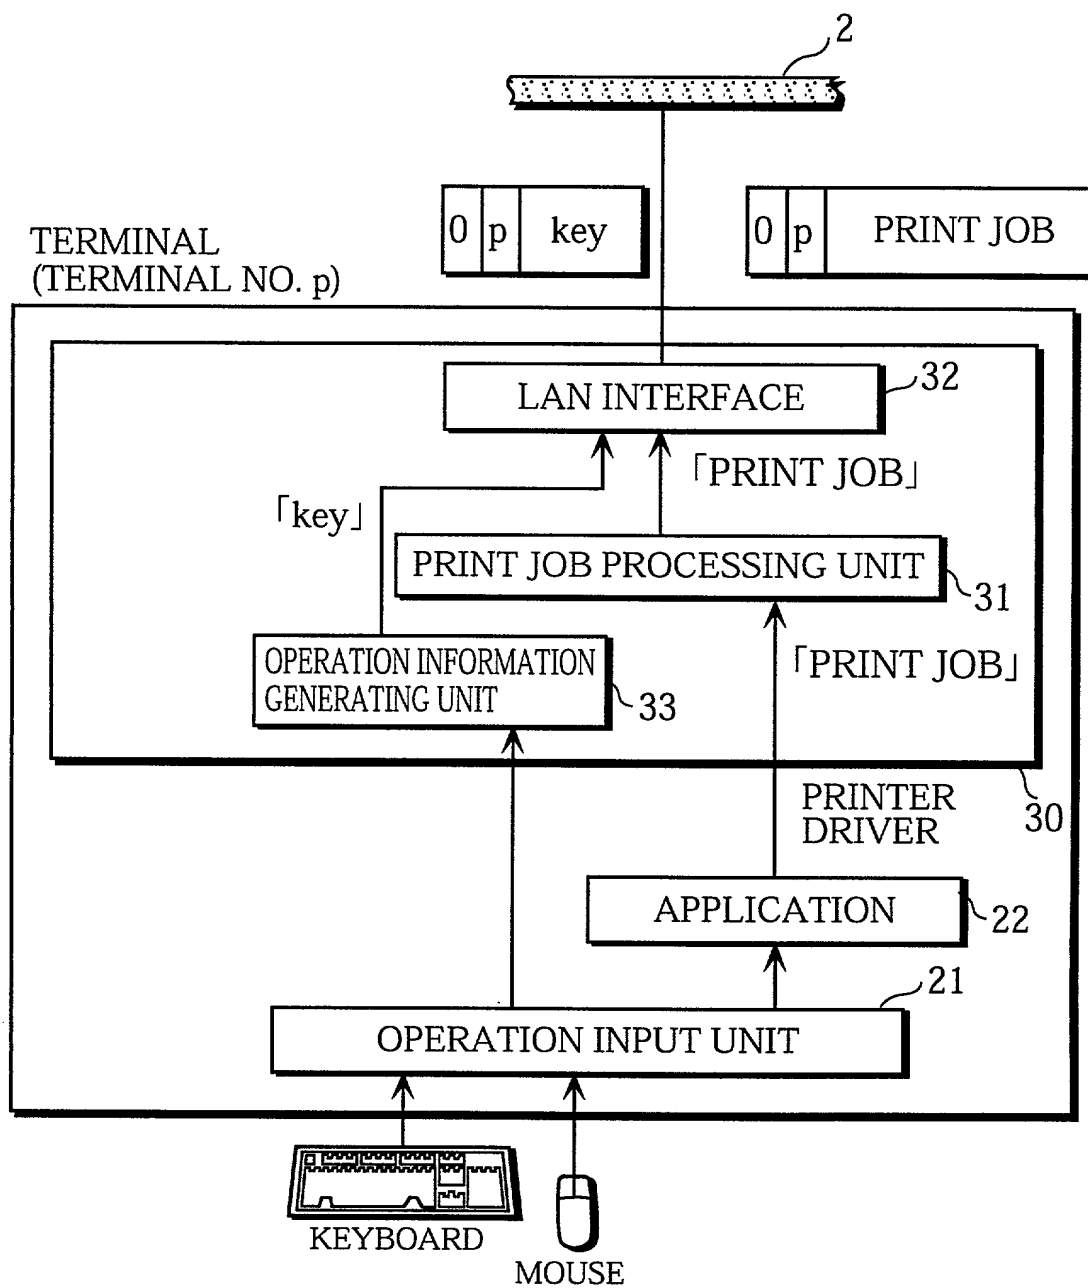 2
0 p key
0 p PRINT JOB
TERMINAL
(TERMINAL NO. p)
LAN INTERFACE
32
「PRINT JOB」
「key」
PRINT JOB PROCESSING UNIT
31
OPERATION INFORMATION
GENERATING UNIT
33
「PRINT JOB」
30
PRINTER
DRIVER
APPLICATION
22
21
OPERATION INPUT UNIT
KEYBOARD
MOUSE